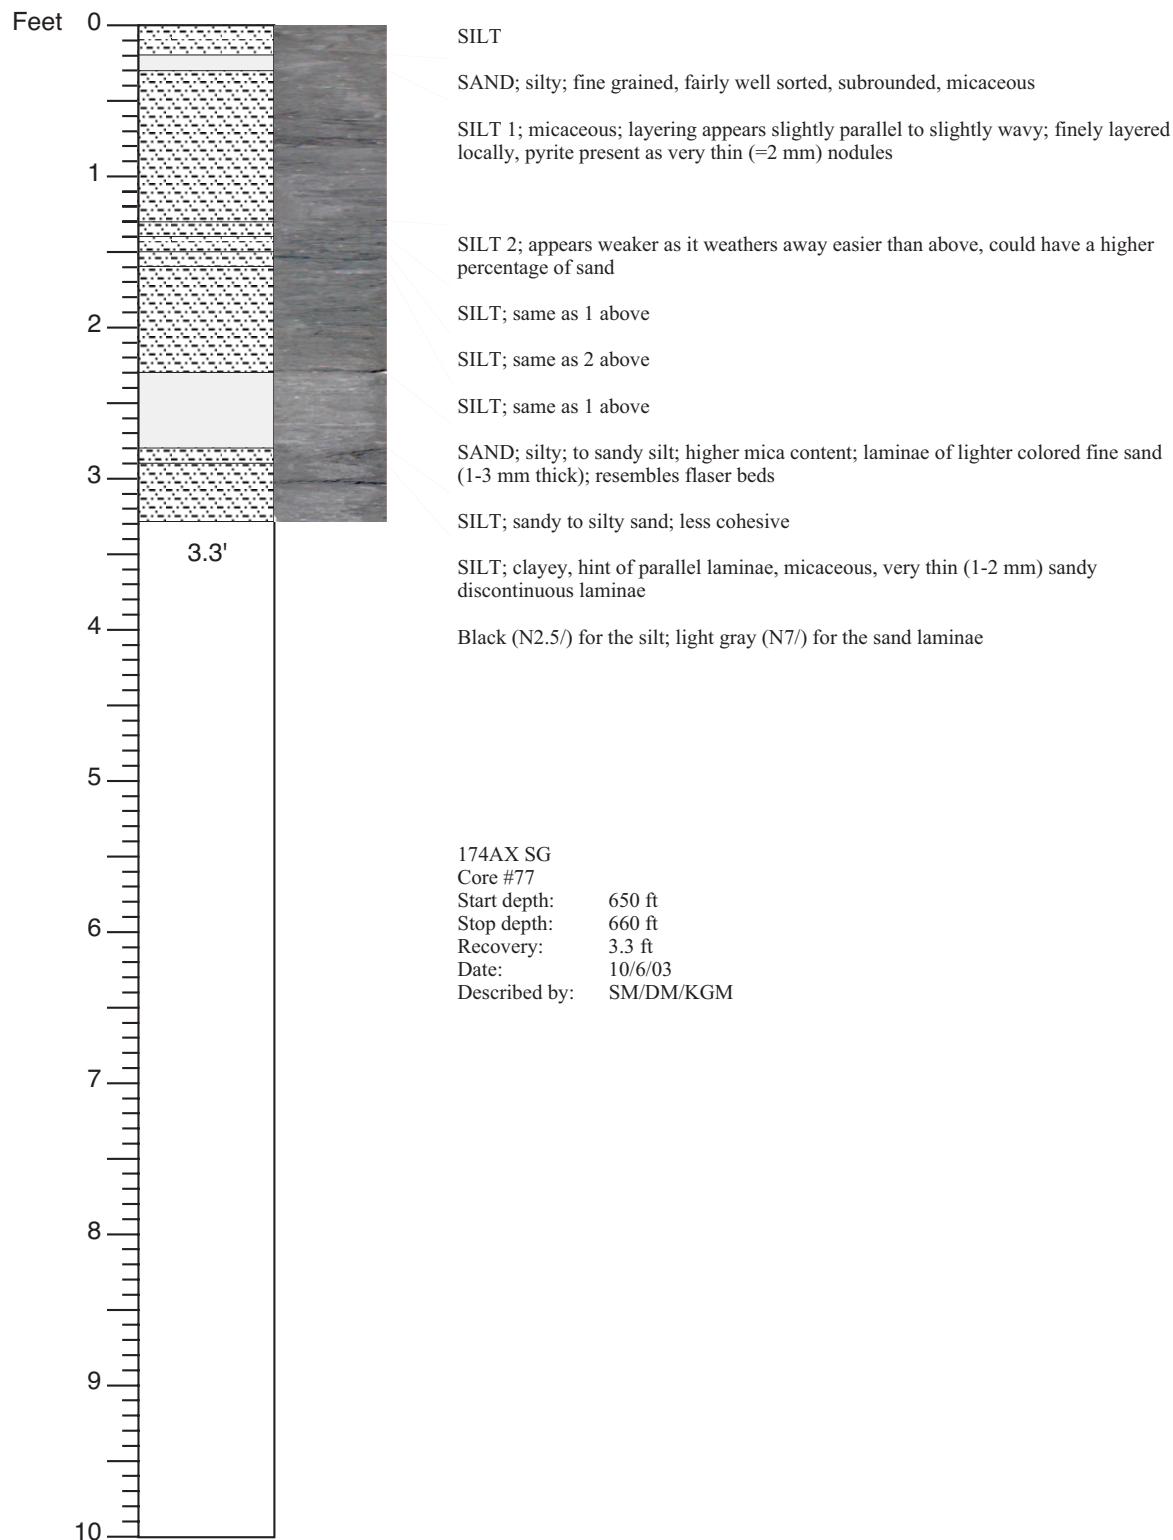 Feet 0
SILT
SAND; silty; fine grained, fairly well sorted, subrounded, micaceous
SILT 1; micaceous; layering appears slightly parallel to slightly wavy; finely layered
locally, pyrite present as very thin (=2 mm) nodules
1
SILT 2; appears weaker as it weathers away easier than above, could have a higher
percentage of sand
SILT; same as 1 above
2
SILT; same as 2 above
SILT; same as 1 above
SAND; silty; to sandy silt; higher mica content; laminae of lighter colored fine sand
(1-3 mm thick); resembles flaser beds
3
SILT; sandy to silty sand; less cohesive
3.3'
SILT; clayey, hint of parallel laminae, micaceous, very thin (1-2 mm) sandy
discontinuous laminae
4
Black (N2.5/) for the silt; light gray (N7/) for the sand laminae
5
174AX SG
Core #77
Start depth: 650 ft
Stop depth: 660 ft
6
Recovery: 3.3 ft
Date: 10/6/03
Described by: SM/DM/KGM
7
8
9
10